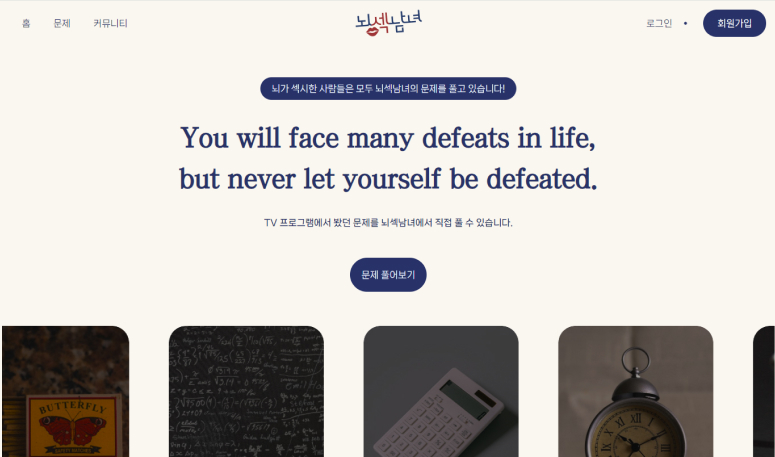 홈 문제 커뮤니티
뇌섹남녀
로그인 • 회원가입
뇌가 섹시한 사람들은 모두 뇌섹남녀의 문제를 풀고 있습니다!
You will face many defeats in life,
but never let yourself be defeated.
TV 프로그램에서 봤던 문제를 뇌섹남녀에서 직접 풀 수 있습니다.
문제 풀어보기
BUTTERFLY